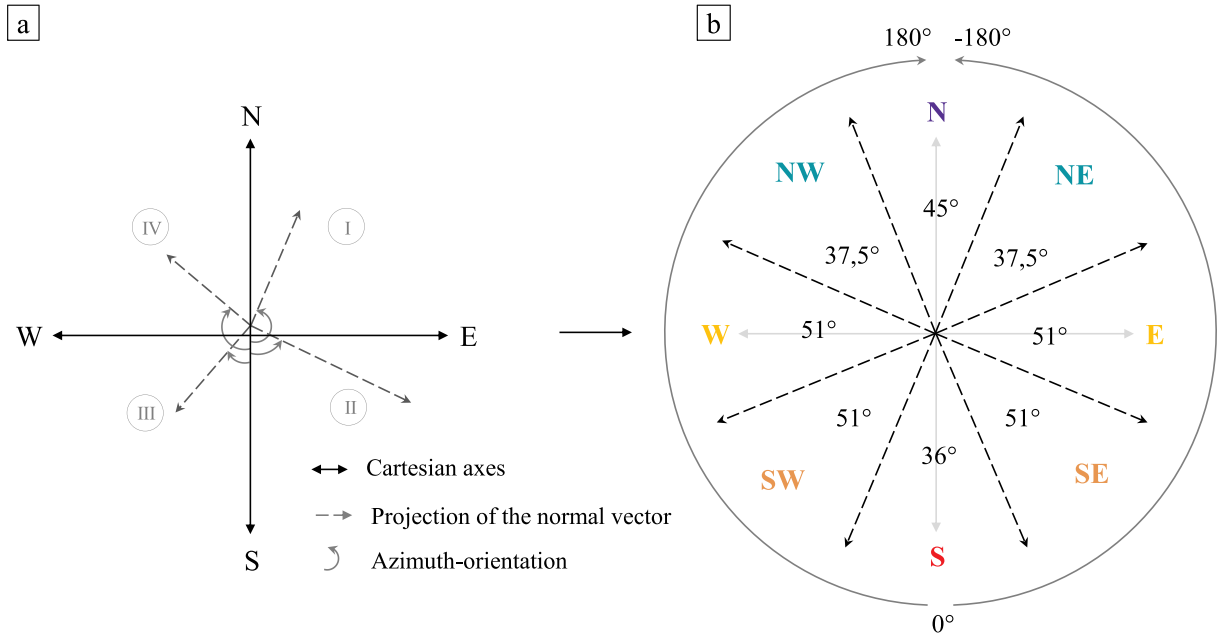 a
N
W
E
S
I
II
III
IV
Cartesian axes
Projection of the normal vector
Azimuth-orientation
b
180° -180°
N
NW
NE
45°
37,5°
37,5°
W
51°
51°
E
51°
51°
36°
SW
SE
S
0°